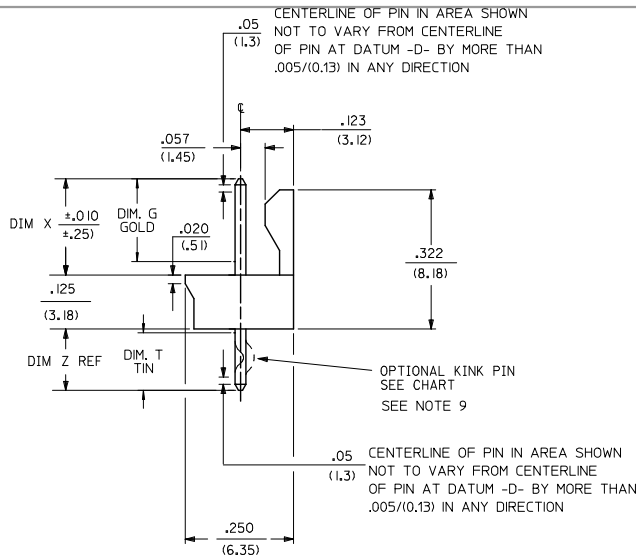 .05
(1.3)
CENTERLINE OF PIN IN AREA SHOWN
NOT TO VARY FROM CENTERLINE
OF PIN AT DATUM -D- BY MORE THAN
.005/(0.13) IN ANY DIRECTION
℄
.057
(1.45)
.123
(3.12)
DIM X ±.010
±.25)
DIM. G
GOLD
.020
(.51)
.322
(8.18)
.125
(3.18)
DIM Z REF
DIM. T
TIN
OPTIONAL KINK PIN
SEE CHART
SEE NOTE 9
.05
(1.3)
CENTERLINE OF PIN IN AREA SHOWN
NOT TO VARY FROM CENTERLINE
OF PIN AT DATUM -D- BY MORE THAN
.005/(0.13) IN ANY DIRECTION
.250
(6.35)